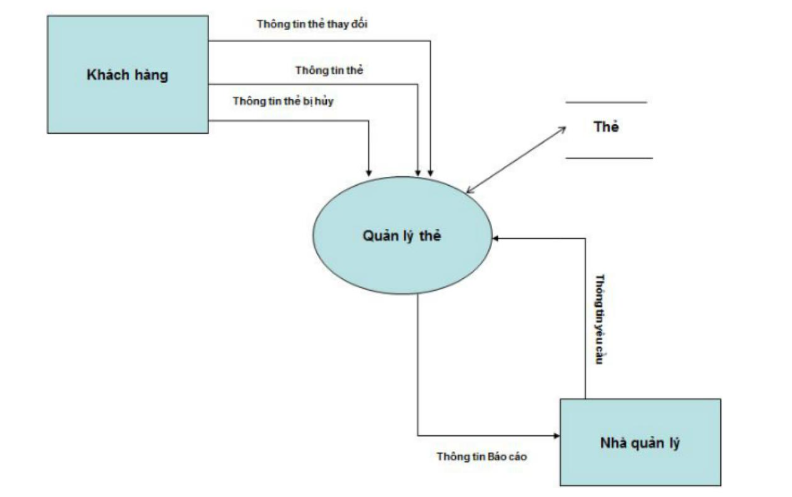 Thông tin thẻ thay đổi
Khách hàng
Thông tin thẻ
Thông tin thẻ bị hủy
Thẻ
Quản lý thẻ
Thông tin yêu cầu
Nhà quản lý
Thông tin Báo cáo